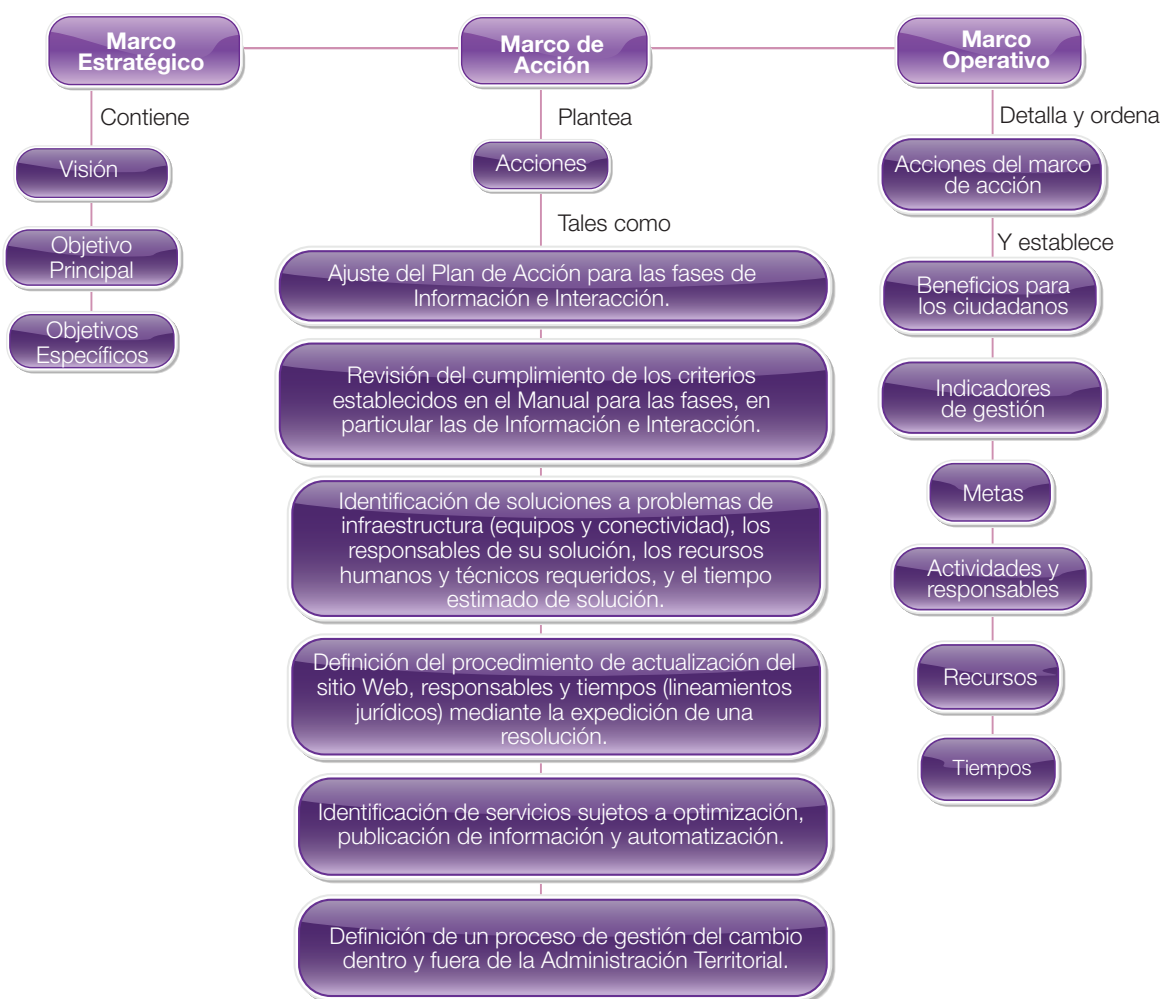 Marco
Estratégico
Contiene
Visión
Objetivo
Principal
Objetivos
Específicos
Marco de
Acción
Plantea
Acciones
Tales como
Ajuste del Plan de Acción para las fases de
Información e Interacción.
Revisión del cumplimiento de los criterios
establecidos en el Manual para las fases, en
particular las de Información e Interacción.
Identificación de soluciones a problemas de
infraestructura (equipos y conectividad), los
responsables de su solución, los recursos
humanos y técnicos requeridos, y el tiempo
estimado de solución.
Definición del procedimiento de actualización del
sitio Web, responsables y tiempos (lineamientos
jurídicos) mediante la expedición de una
resolución.
Identificación de servicios sujetos a optimización,
publicación de información y automatización.
Definición de un proceso de gestión del cambio
dentro y fuera de la Administración Territorial.
Marco
Operativo
Detalla y ordena
Acciones del marco
de acción
Y establece
Beneficios para
los ciudadanos
Indicadores
de gestión
Metas
Actividades y
responsables
Recursos
Tiempos